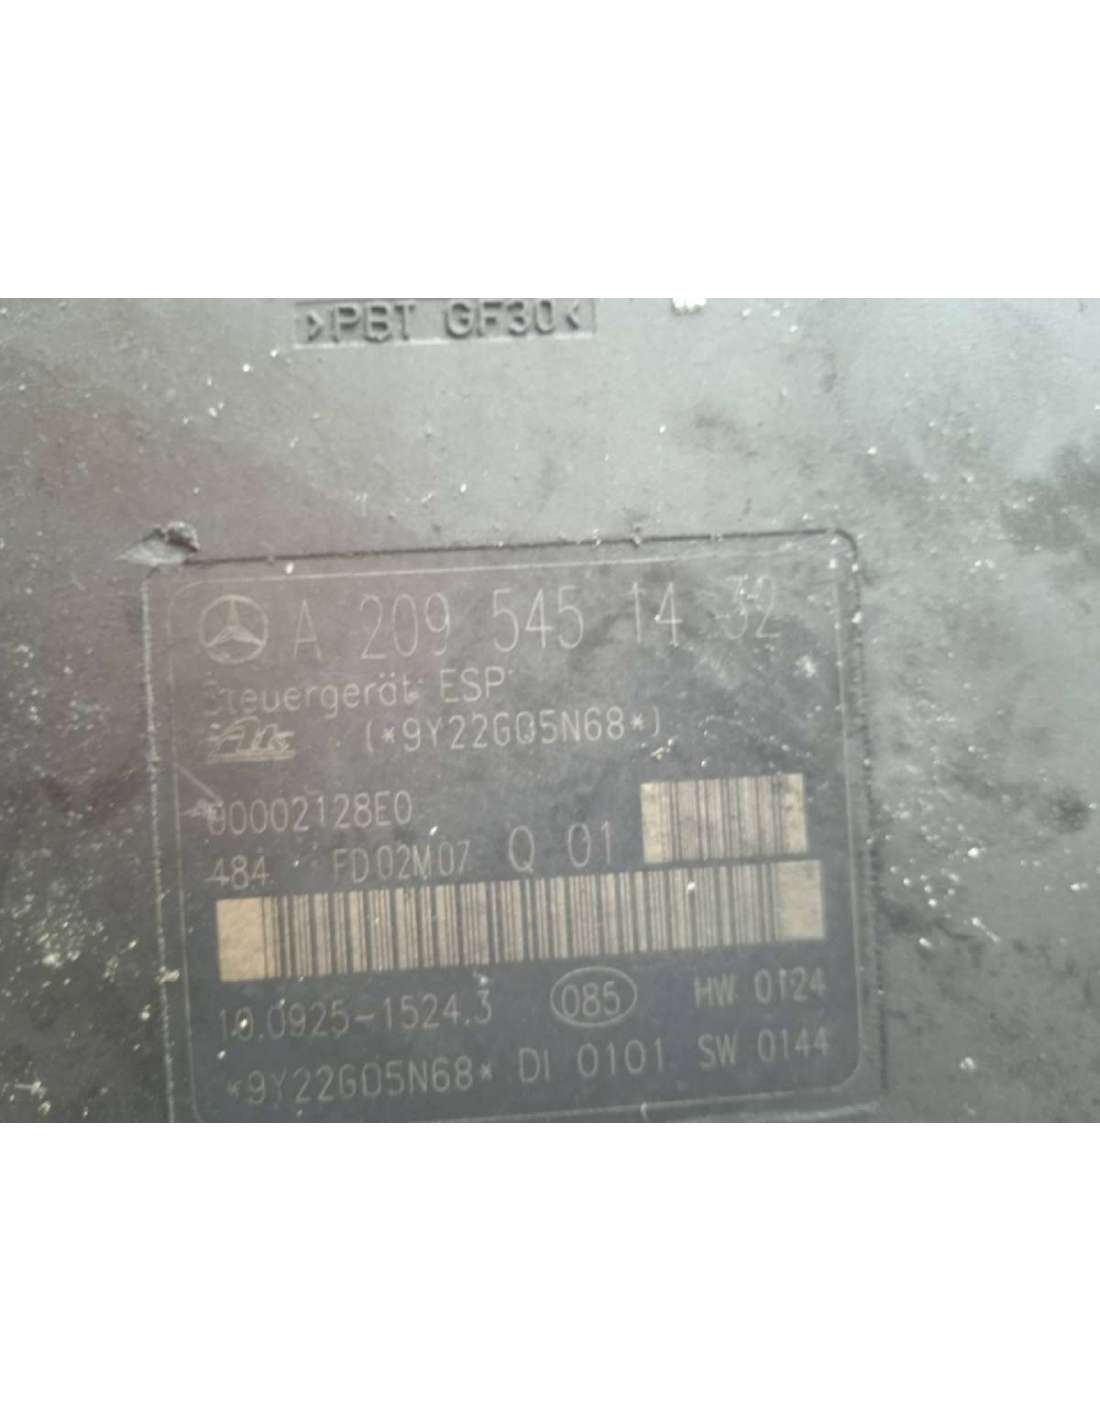 >PBT GF30<
A 209 545 14 32
Steuergerät ESP
Ate (*9Y22G05N68*)
00002128E0
484 FD02M07 Q 01
10.0925-1524.3 085 HW 0124
*9Y22G05N68* DI 0101 SW 0144